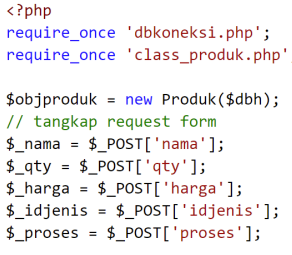 <?php
require_once 'dbkoneksi.php';
require_once 'class_produk.php'
$objproduk = new Produk($dbh);
// tangkap request form
$_nama = $_POST['nama'];
$_qty = $_POST['qty'];
$_harga = $_POST['harga'];
$_idjenis = $_POST['idjenis'];
$_proses = $_POST['proses'];